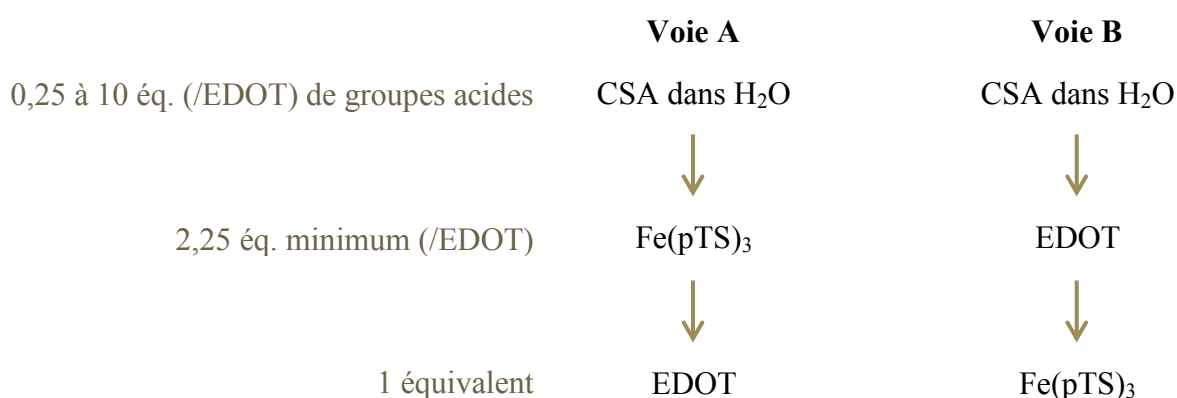 Voie A Voie B
0,25 à 10 éq. (/EDOT) de groupes acides CSA dans H₂O CSA dans H₂O
2,25 éq. minimum (/EDOT) Fe(pTS)₃ EDOT
1 équivalent EDOT Fe(pTS)₃